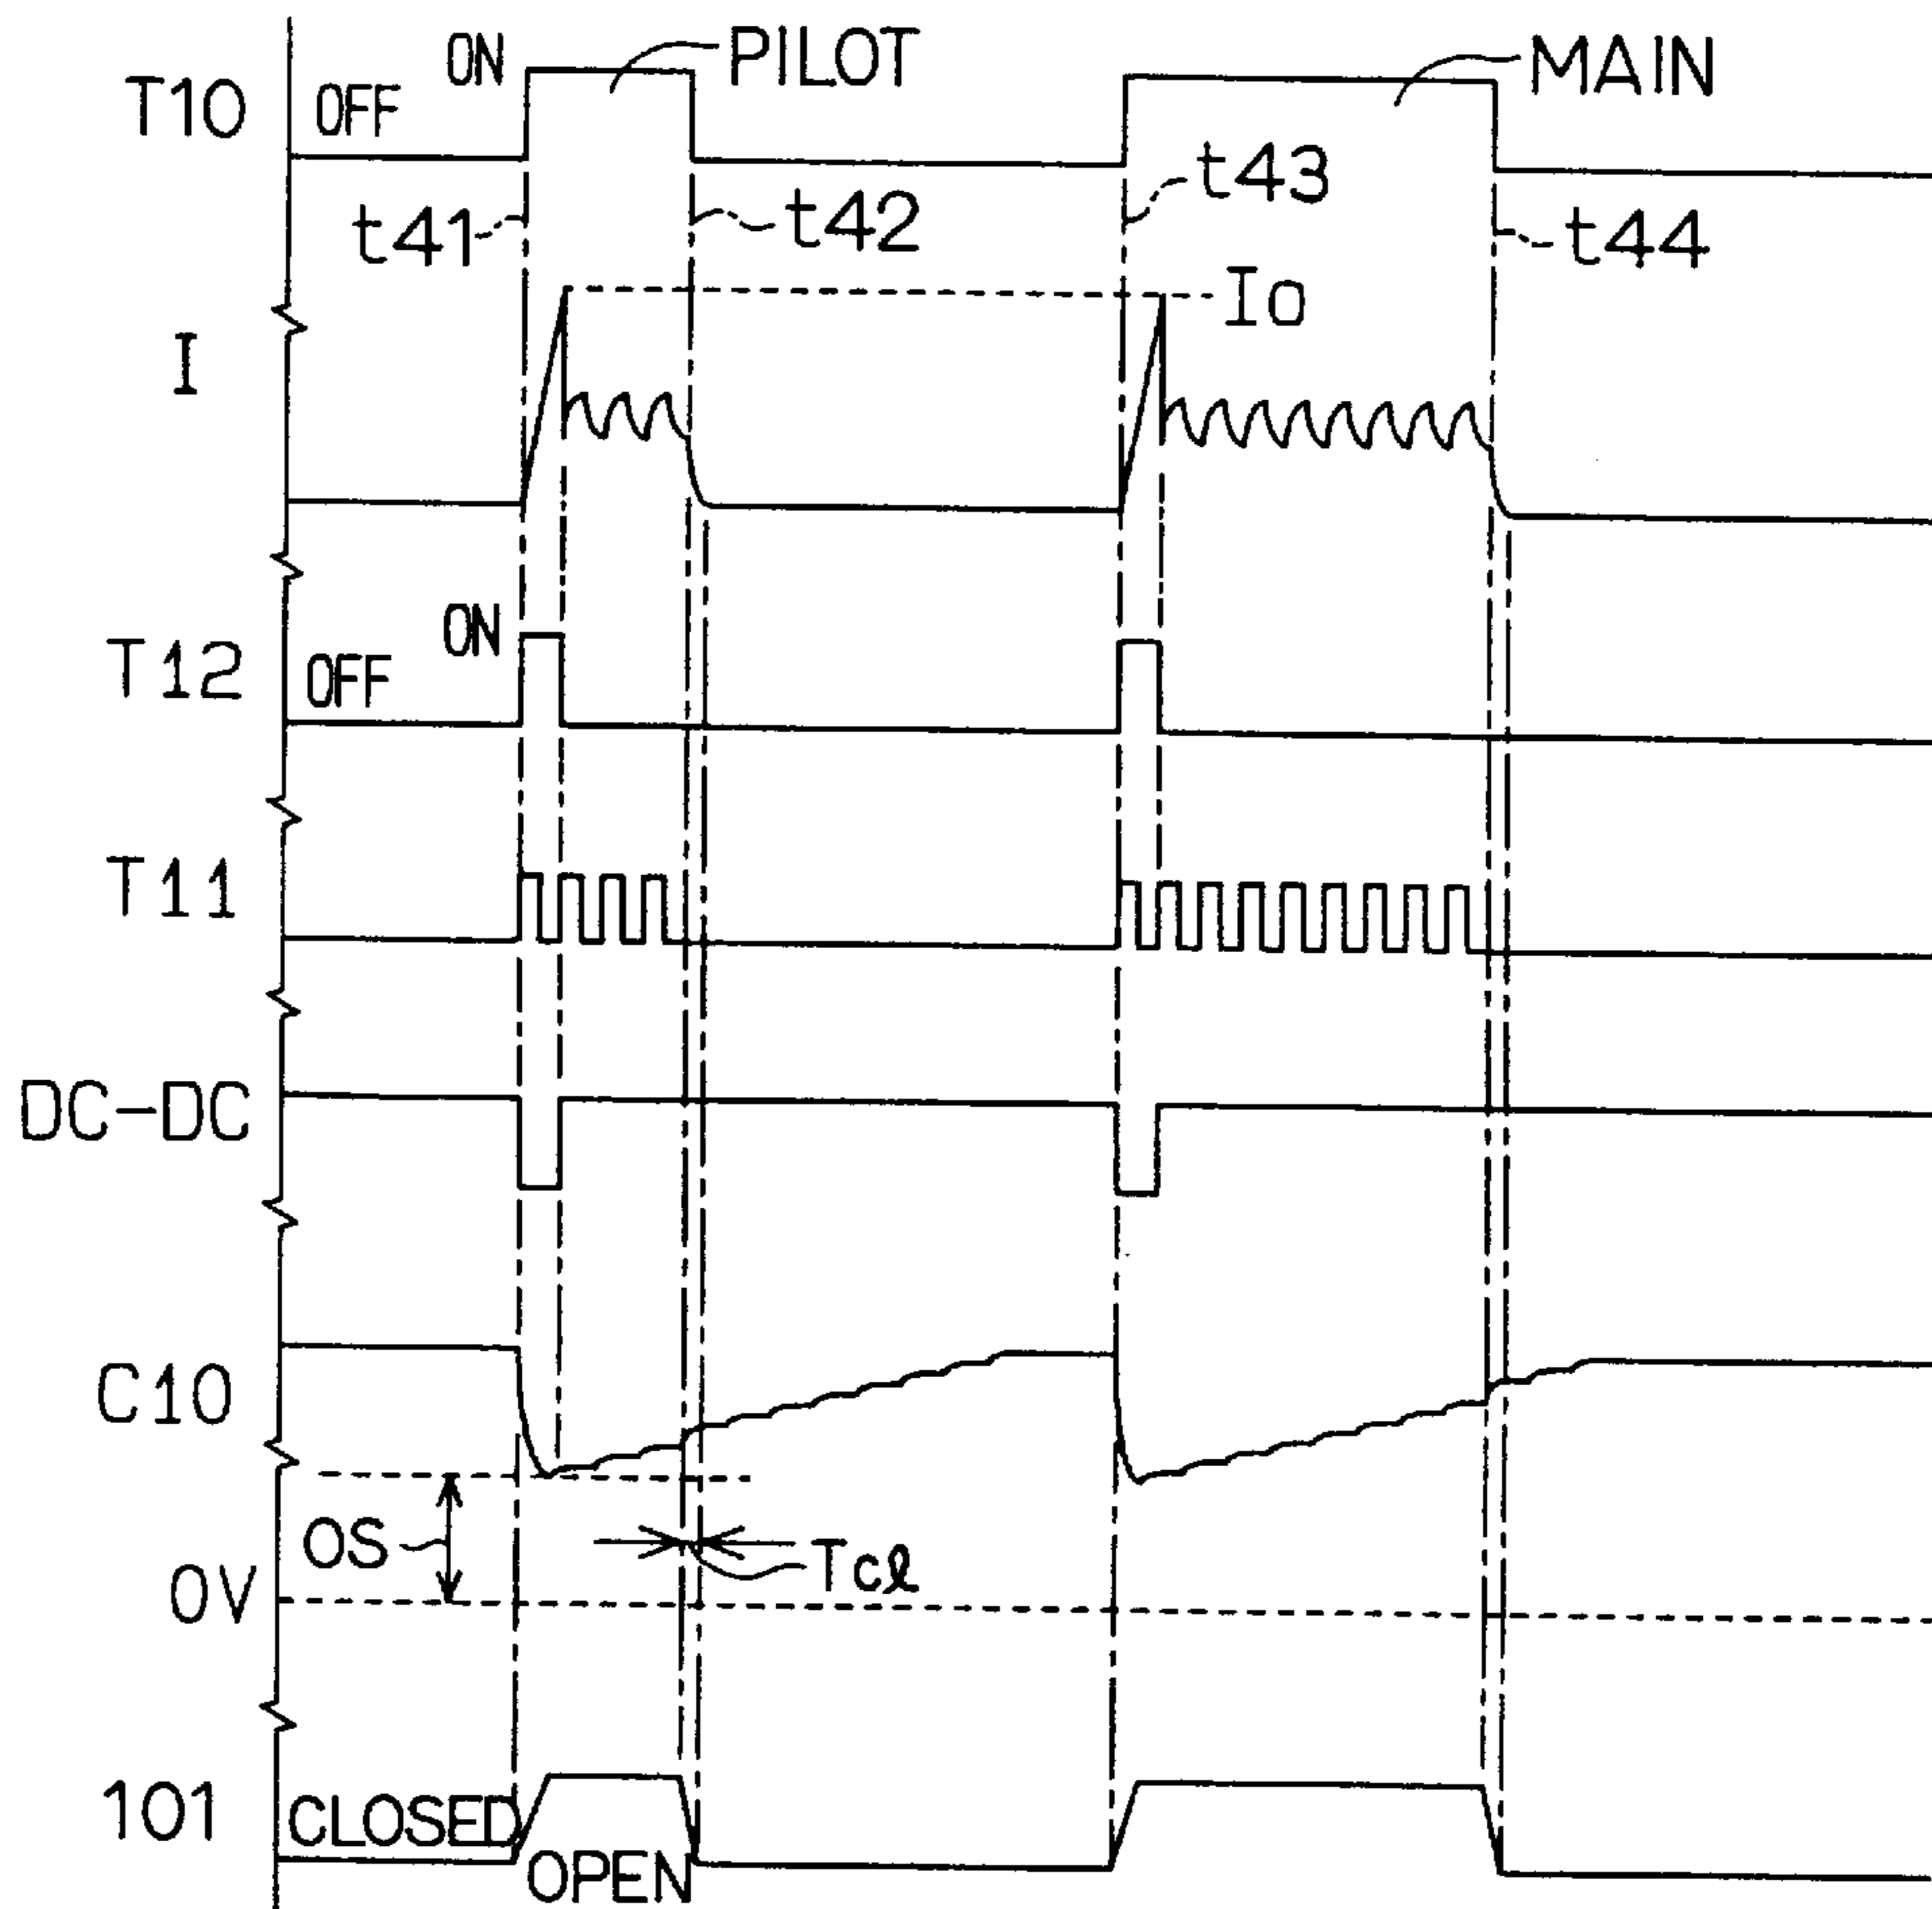 ON PILOT MAIN
T10 OFF
t41 t42 t43 t44
Io
I
ON
T12 OFF
T11
DC-DC
C10
OS Tcl
0V
101 CLOSED
OPEN